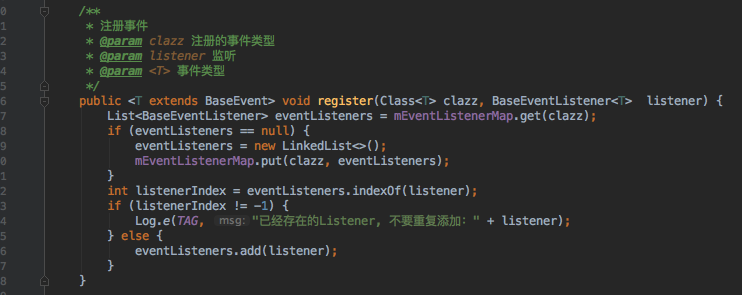 0 /**
1 * 注册事件
2 * @param clazz 注册的事件类型
3 * @param listener 监听
4 * @param <T> 事件类型
5 */
6 public <T extends BaseEvent> void register(Class<T> clazz, BaseEventListener<T> listener) {
7 List<BaseEventListener> eventListeners = mEventListenerMap.get(clazz);
8 if (eventListeners == null) {
9 eventListeners = new LinkedList<>();
0 mEventListenerMap.put(clazz, eventListeners);
1 }
2 int listenerIndex = eventListeners.indexOf(listener);
3 if (listenerIndex != -1) {
4 Log.e(TAG, msg: "已经存在的Listener, 不要重复添加: " + listener);
5 } else {
6 eventListeners.add(listener);
7 }
8 }